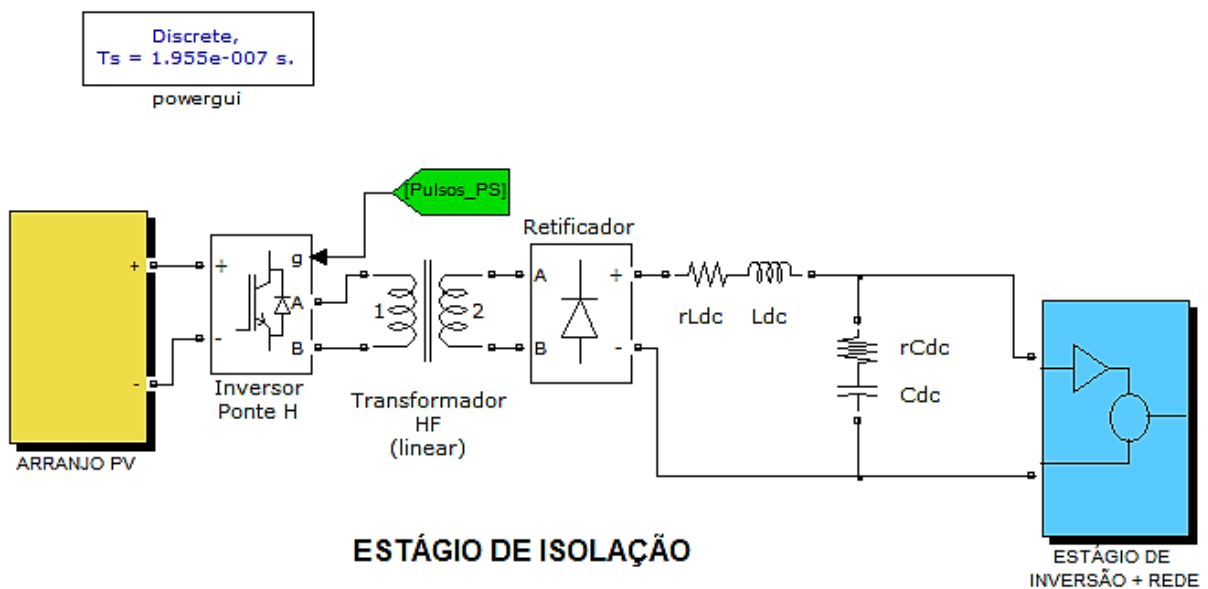 Discrete,
Ts = 1.955e-007 s.
powergui
[Pulsos_PS]
Retificador
+
-
+
-
g
A
B
Inversor
Ponte H
1
2
Transformador
HF
(linear)
A
B
+
-
rLdc
Ldc
rCdc
Cdc
ARRANJO PV
ESTÁGIO DE ISOLAÇÃO
ESTÁGIO DE
INVERSÃO + REDE